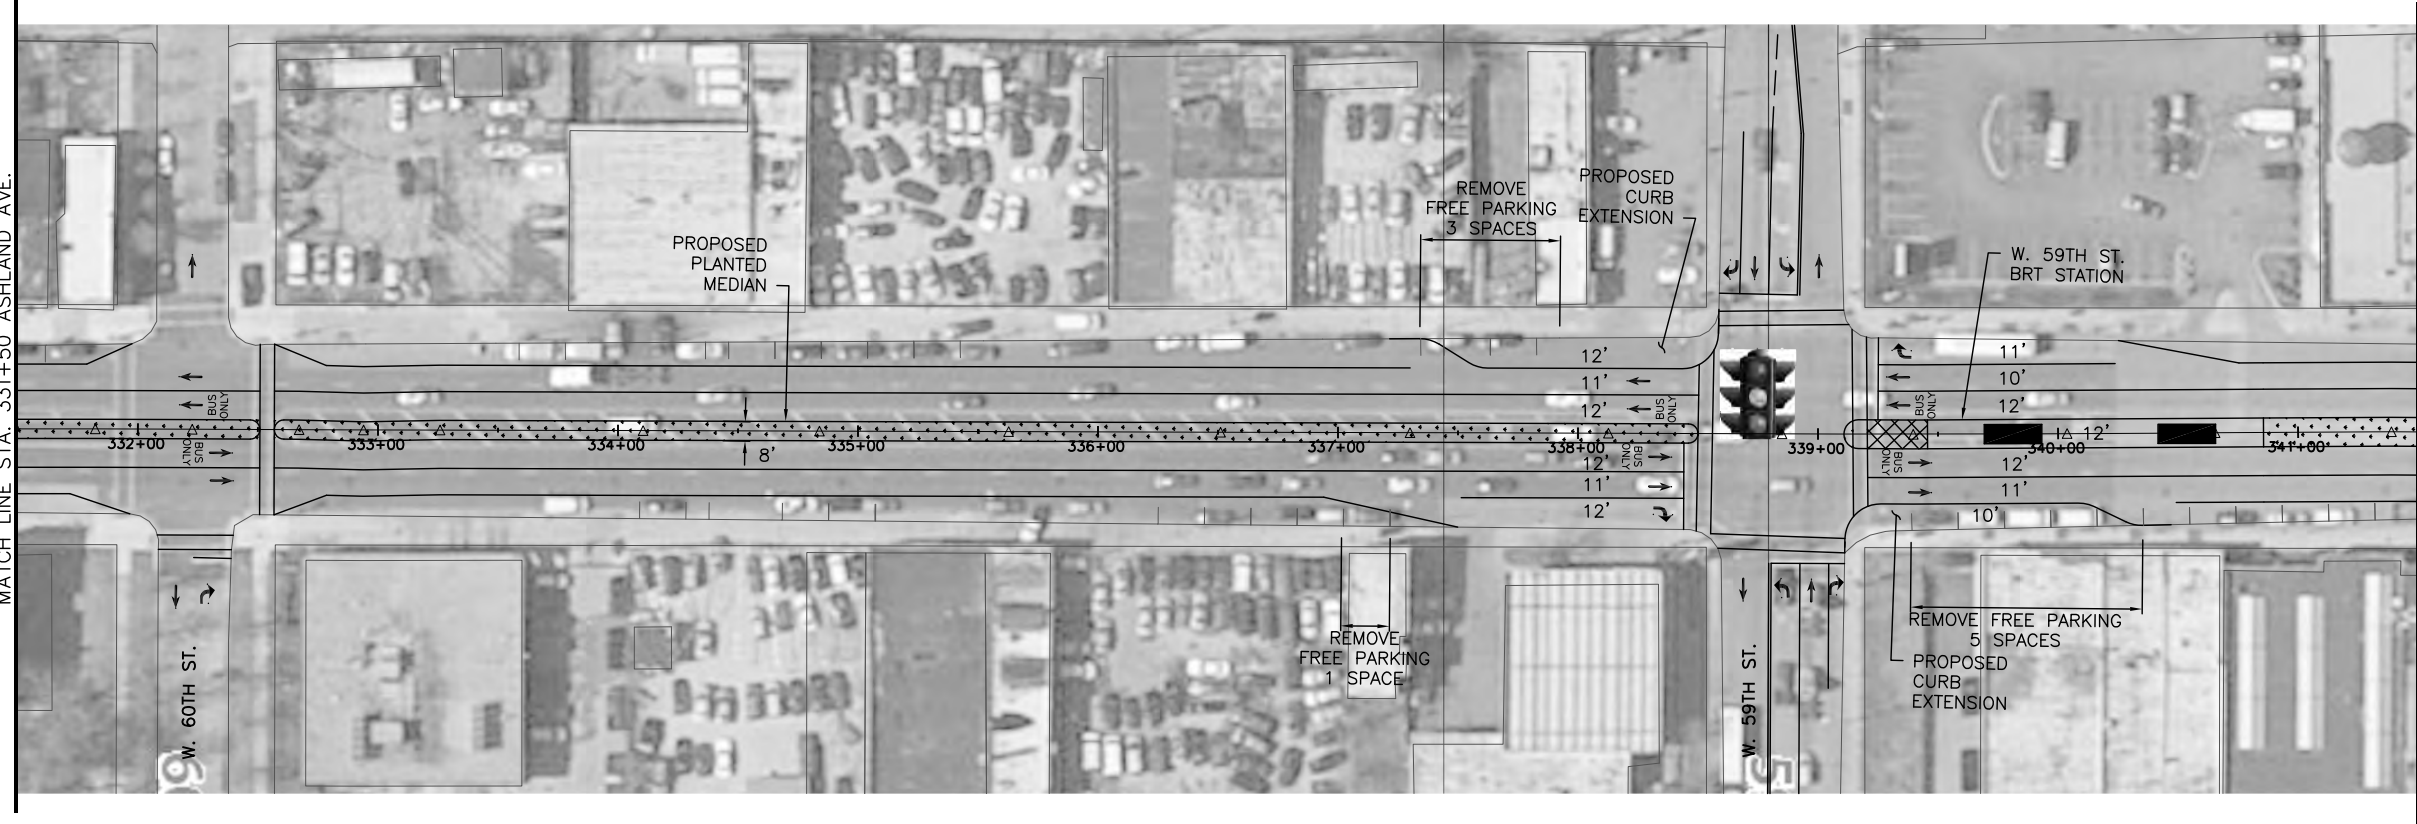 MATCH LINE STA. 331+50 ASHLAND AVE.
PROPOSED
PLANTED
MEDIAN
REMOVE
FREE PARKING
3 SPACES
PROPOSED
CURB
EXTENSION
W. 59TH ST.
BRT STATION
12'
11'
12'
11'
10'
12'
BUS
ONLY
BUS
ONLY
BUS
ONLY
332+00
333+00
334+00
335+00
336+00
337+00
338+00
339+00
340+00
341+00
12'
BUS
ONLY
BUS
ONLY
BUS
ONLY
8'
12'
11'
12'
12'
11'
10'
REMOVE
FREE PARKING
1 SPACE
REMOVE FREE PARKING
5 SPACES
PROPOSED
CURB
EXTENSION
W. 60TH ST.
W. 59TH ST.